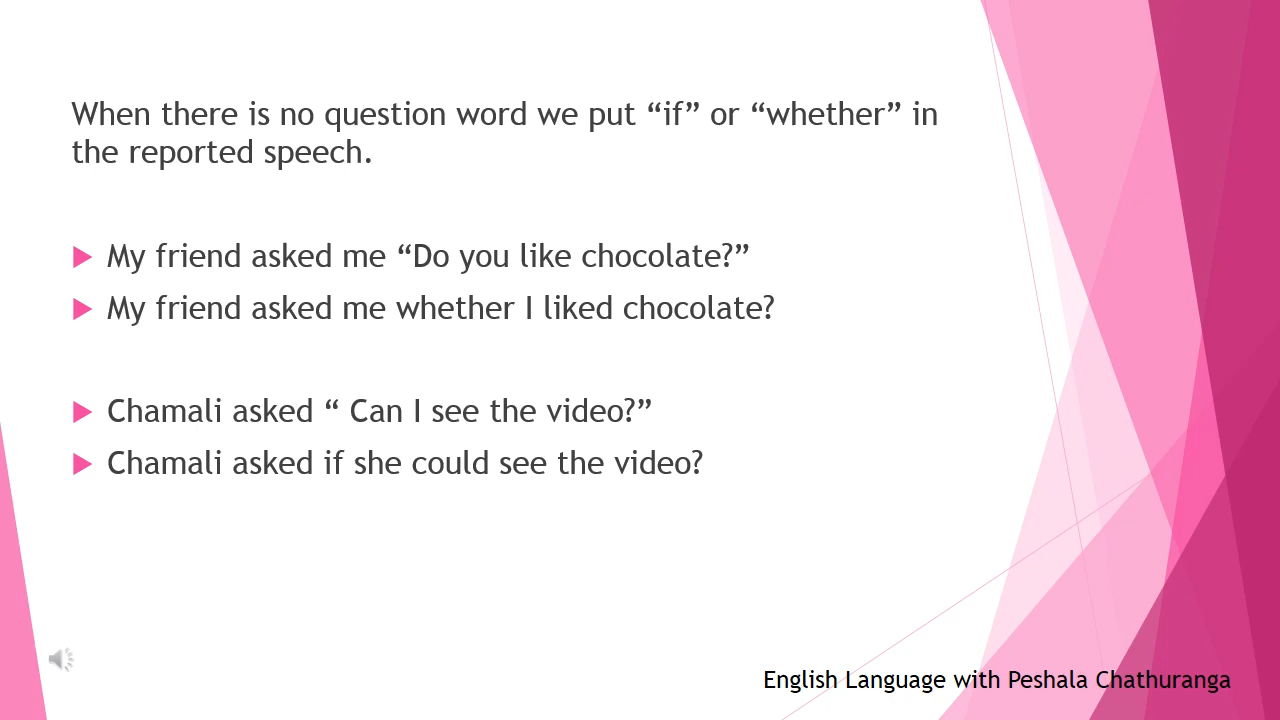 When there is no question word we put “if” or “whether” in
the reported speech.
My friend asked me “Do you like chocolate?”
My friend asked me whether I liked chocolate?
Chamali asked “ Can I see the video?”
Chamali asked if she could see the video?
English Language with Peshala Chathuranga